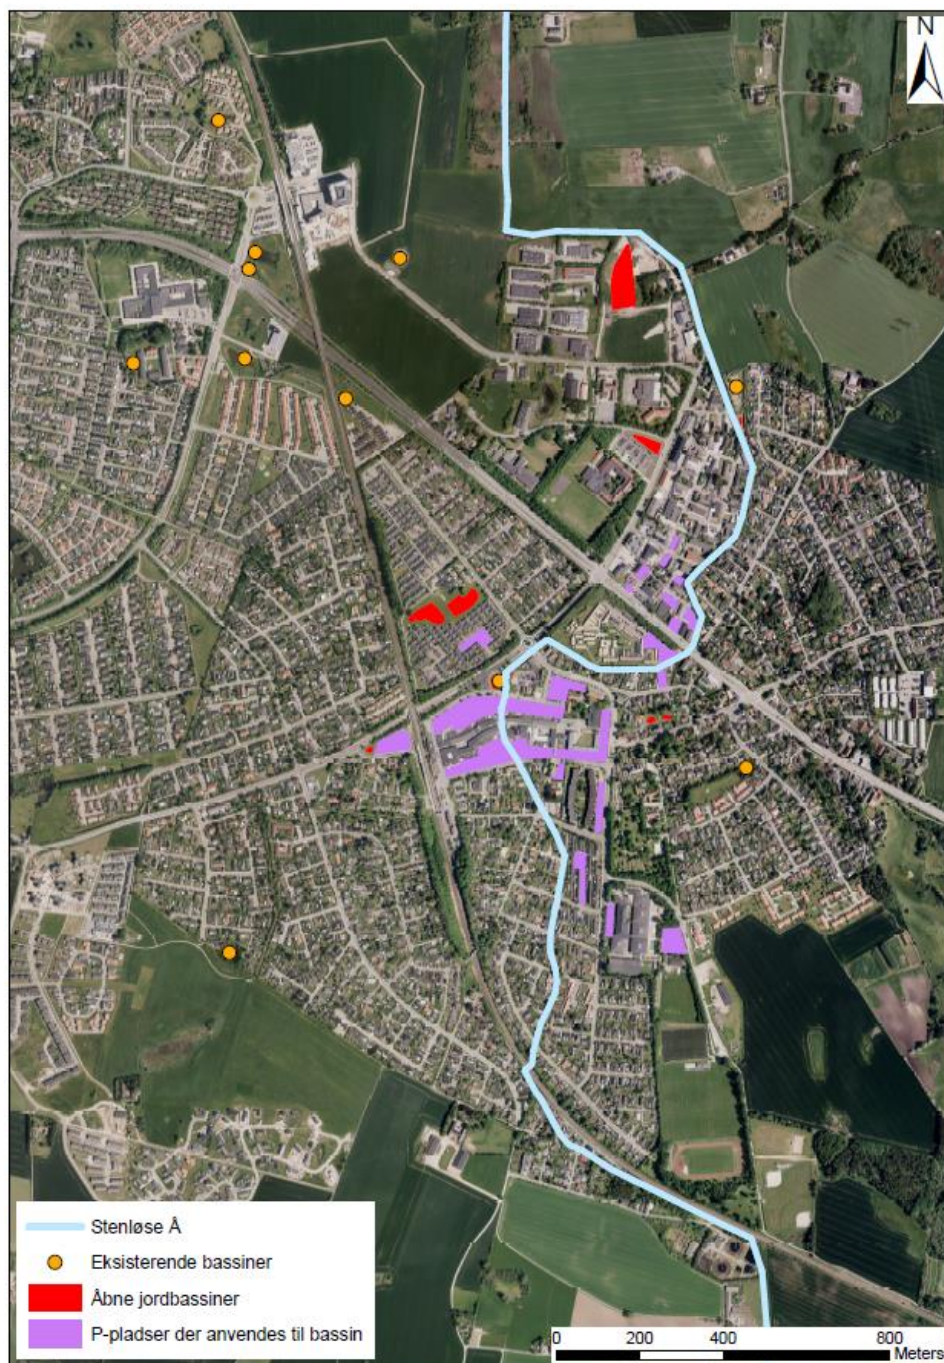 N
Stenløse Å
Eksisterende bassiner
Åbne jordbassiner
P-pladser der anvendes til bassin
0 200 400 800
Meters